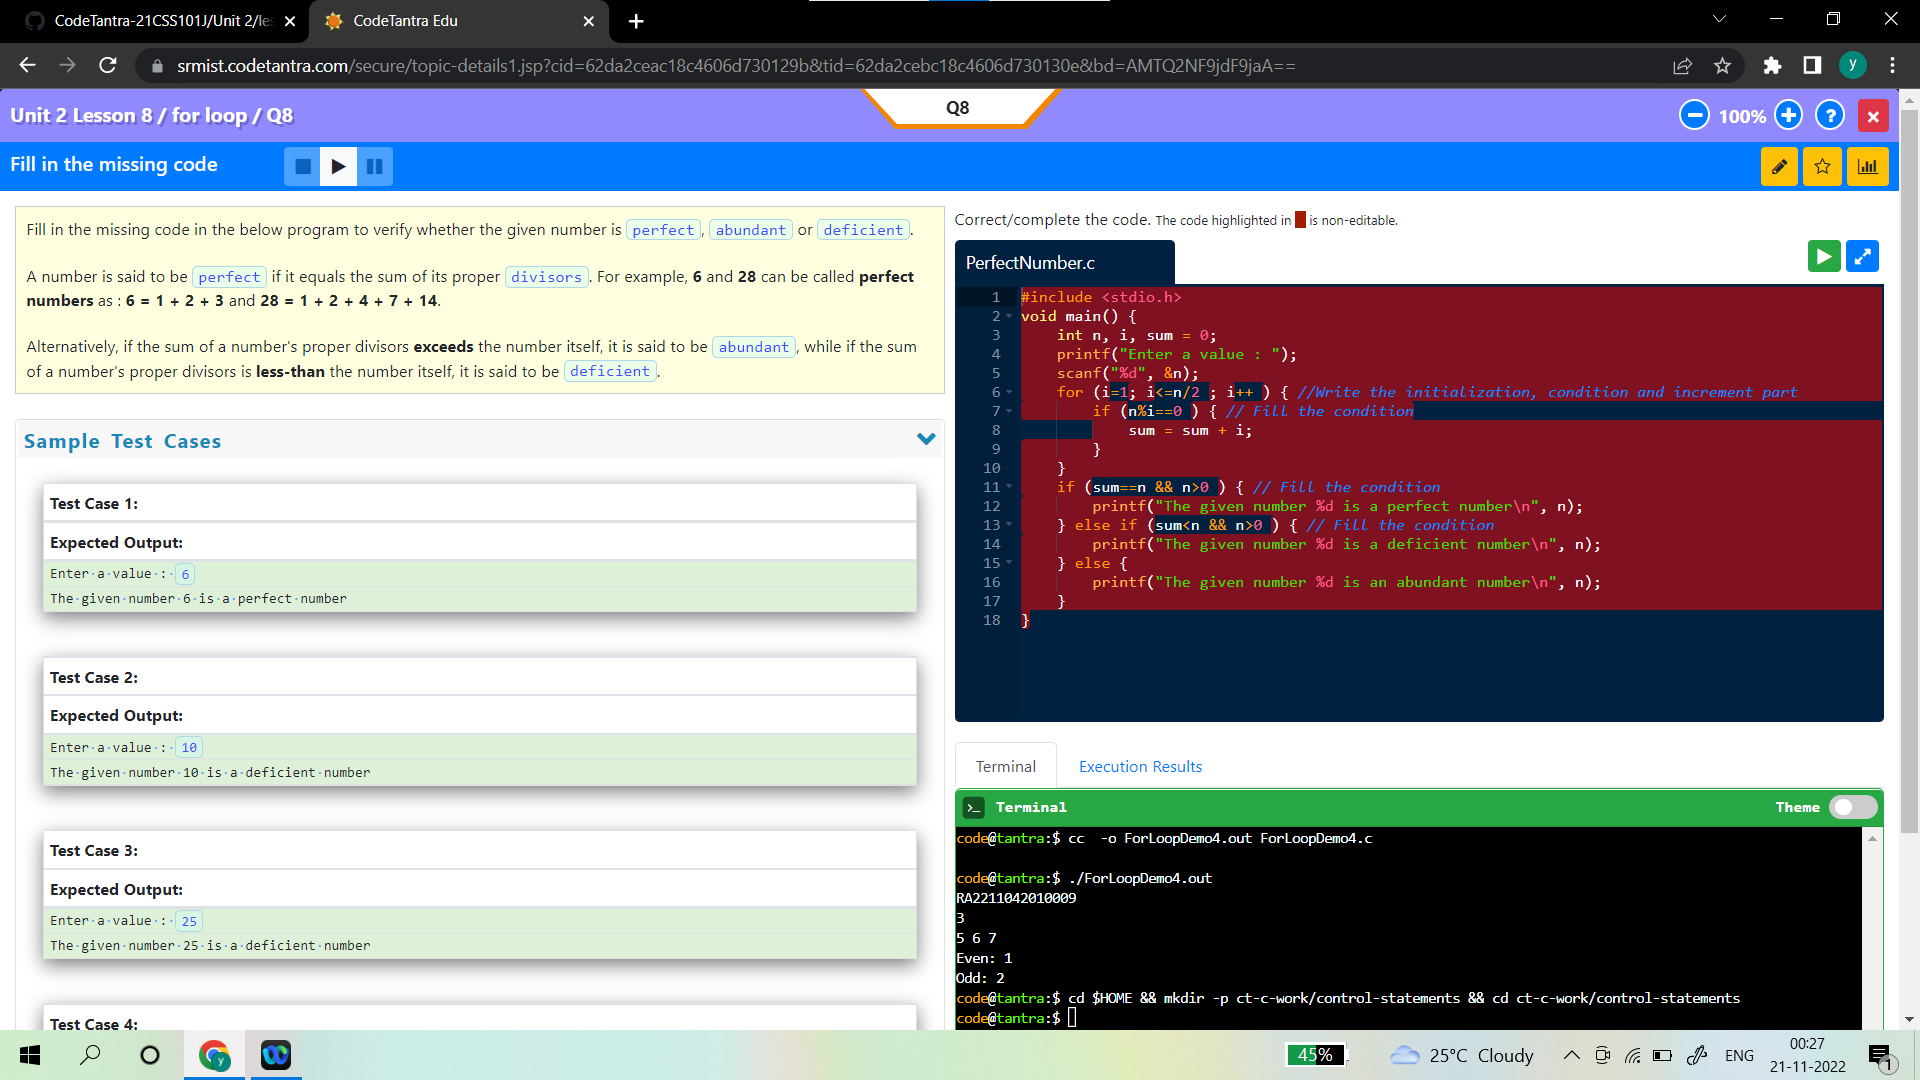 CodeTantra-21CSS101J/Unit 2/les
CodeTantra Edu
srmist.codetantra.com/secure/topic-details1.jsp?cid=62da2ceac18c4606d730129b&tid=62da2cebc18c4606d730130e&bd=AMTQ2NF9jdF9jaA==
y
Unit 2 Lesson 8 / for loop / Q8
Q8
100%
?
Fill in the missing code
Fill in the missing code in the below program to verify whether the given number is perfect, abundant or deficient.
A number is said to be perfect if it equals the sum of its proper divisors. For example, 6 and 28 can be called perfect
numbers as : 6 = 1 + 2 + 3 and 28 = 1 + 2 + 4 + 7 + 14.
Alternatively, if the sum of a number's proper divisors exceeds the number itself, it is said to be abundant, while if the sum
of a number's proper divisors is less-than the number itself, it is said to be deficient.
Sample Test Cases
Test Case 1:
Expected Output:
Enter·a·value·:· 6
The·given·number·6·is·a·perfect·number
Test Case 2:
Expected Output:
Enter·a·value·:· 10
The·given·number·10·is·a·deficient·number
Test Case 3:
Expected Output:
Enter·a·value·:· 25
The·given·number·25·is·a·deficient·number
Test Case 4:
Correct/complete the code. The code highlighted in is non-editable.
PerfectNumber.c
1 #include <stdio.h>
2 void main() {
3 int n, i, sum = 0;
4 printf("Enter a value : ");
5 scanf("%d", &n);
6 for (i=1; i<=n/2 ; i++ ) { //Write the initialization, condition and increment part
7 if (n%i==0 ) { // Fill the condition
8 sum = sum + i;
9 }
10 }
11 if (sum==n && n>0 ) { // Fill the condition
12 printf("The given number %d is a perfect number\n", n);
13 } else if (sum<n && n>0 ) { // Fill the condition
14 printf("The given number %d is a deficient number\n", n);
15 } else {
16 printf("The given number %d is an abundant number\n", n);
17 }
18 }
Terminal
Execution Results
Terminal
Theme
code@tantra:$ cc -o ForLoopDemo4.out ForLoopDemo4.c
code@tantra:$ ./ForLoopDemo4.out
RA2211042010009
3
5 6 7
Even: 1
Odd: 2
code@tantra:$ cd $HOME && mkdir -p ct-c-work/control-statements && cd ct-c-work/control-statements
code@tantra:$
45%
25°C Cloudy
ENG
00:27
21-11-2022
1